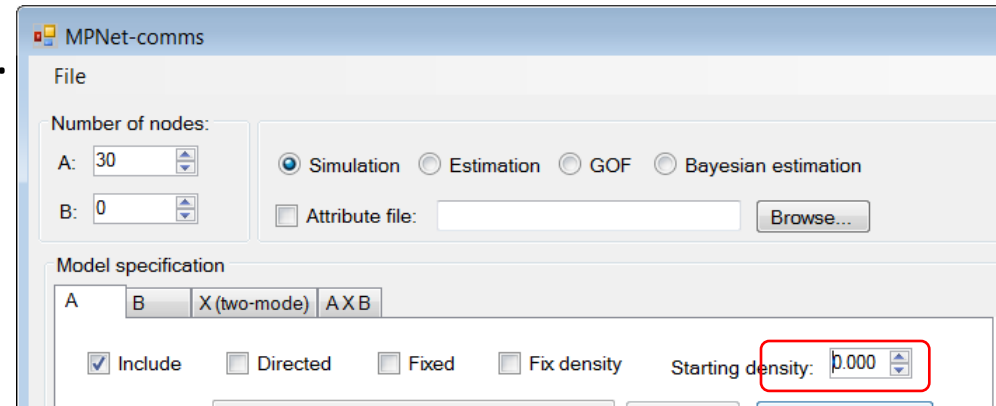 MPNet-comms
File
Number of nodes:
A: 30
Simulation Estimation GOF Bayesian estimation
B: 0
Attribute file: Browse...
Model specification
A B X (two-mode) A X B
Include Directed Fixed Fix density Starting density: 0.000